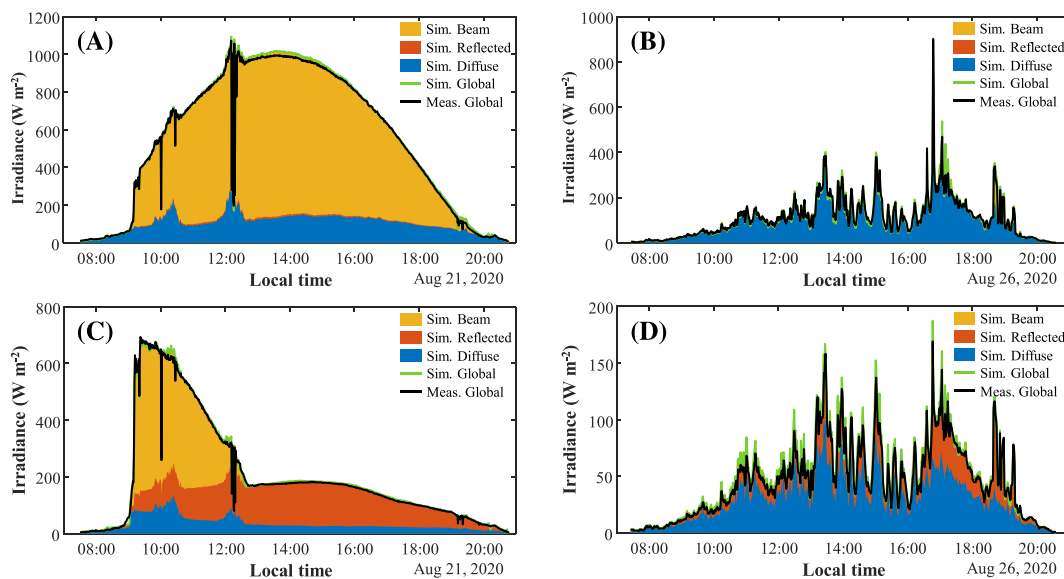 (A)
Irradiance (W m-2)
1200
1000
800
600
400
200
0
Sim. Beam
Sim. Reflected
Sim. Diffuse
Sim. Global
Meas. Global
08:00 10:00 12:00 14:00 16:00 18:00 20:00
Local time
Aug 21, 2020
(B)
Irradiance (W m-2)
1000
800
600
400
200
0
Sim. Beam
Sim. Reflected
Sim. Diffuse
Sim. Global
Meas. Global
08:00 10:00 12:00 14:00 16:00 18:00 20:00
Local time
Aug 26, 2020
(C)
Irradiance (W m-2)
800
600
400
200
0
Sim. Beam
Sim. Reflected
Sim. Diffuse
Sim. Global
Meas. Global
08:00 10:00 12:00 14:00 16:00 18:00 20:00
Local time
Aug 21, 2020
(D)
Irradiance (W m-2)
200
150
100
50
0
Sim. Beam
Sim. Reflected
Sim. Diffuse
Sim. Global
Meas. Global
08:00 10:00 12:00 14:00 16:00 18:00 20:00
Local time
Aug 26, 2020